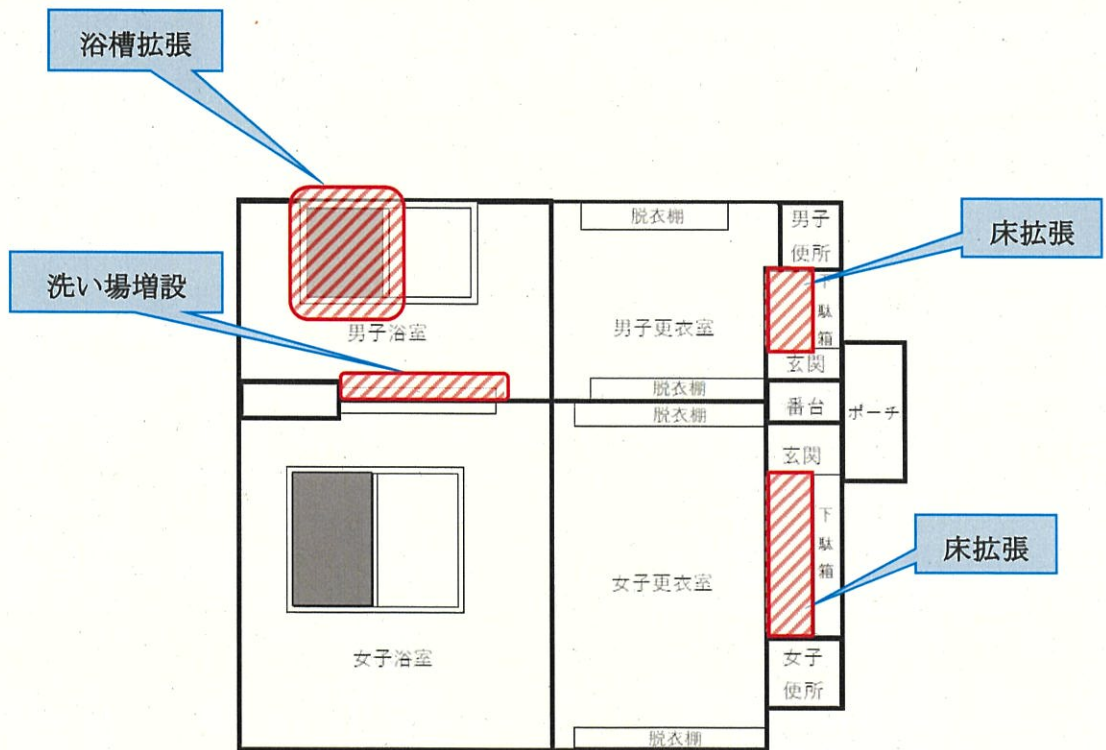 浴槽拡張
脱衣棚
男子
便所
床拡張
洗い場増設
下駄箱
男子浴室
男子更衣室
玄関
脱衣棚
番台
ポーチ
脱衣棚
玄関
下駄箱
床拡張
女子更衣室
女子浴室
女子
便所
脱衣棚